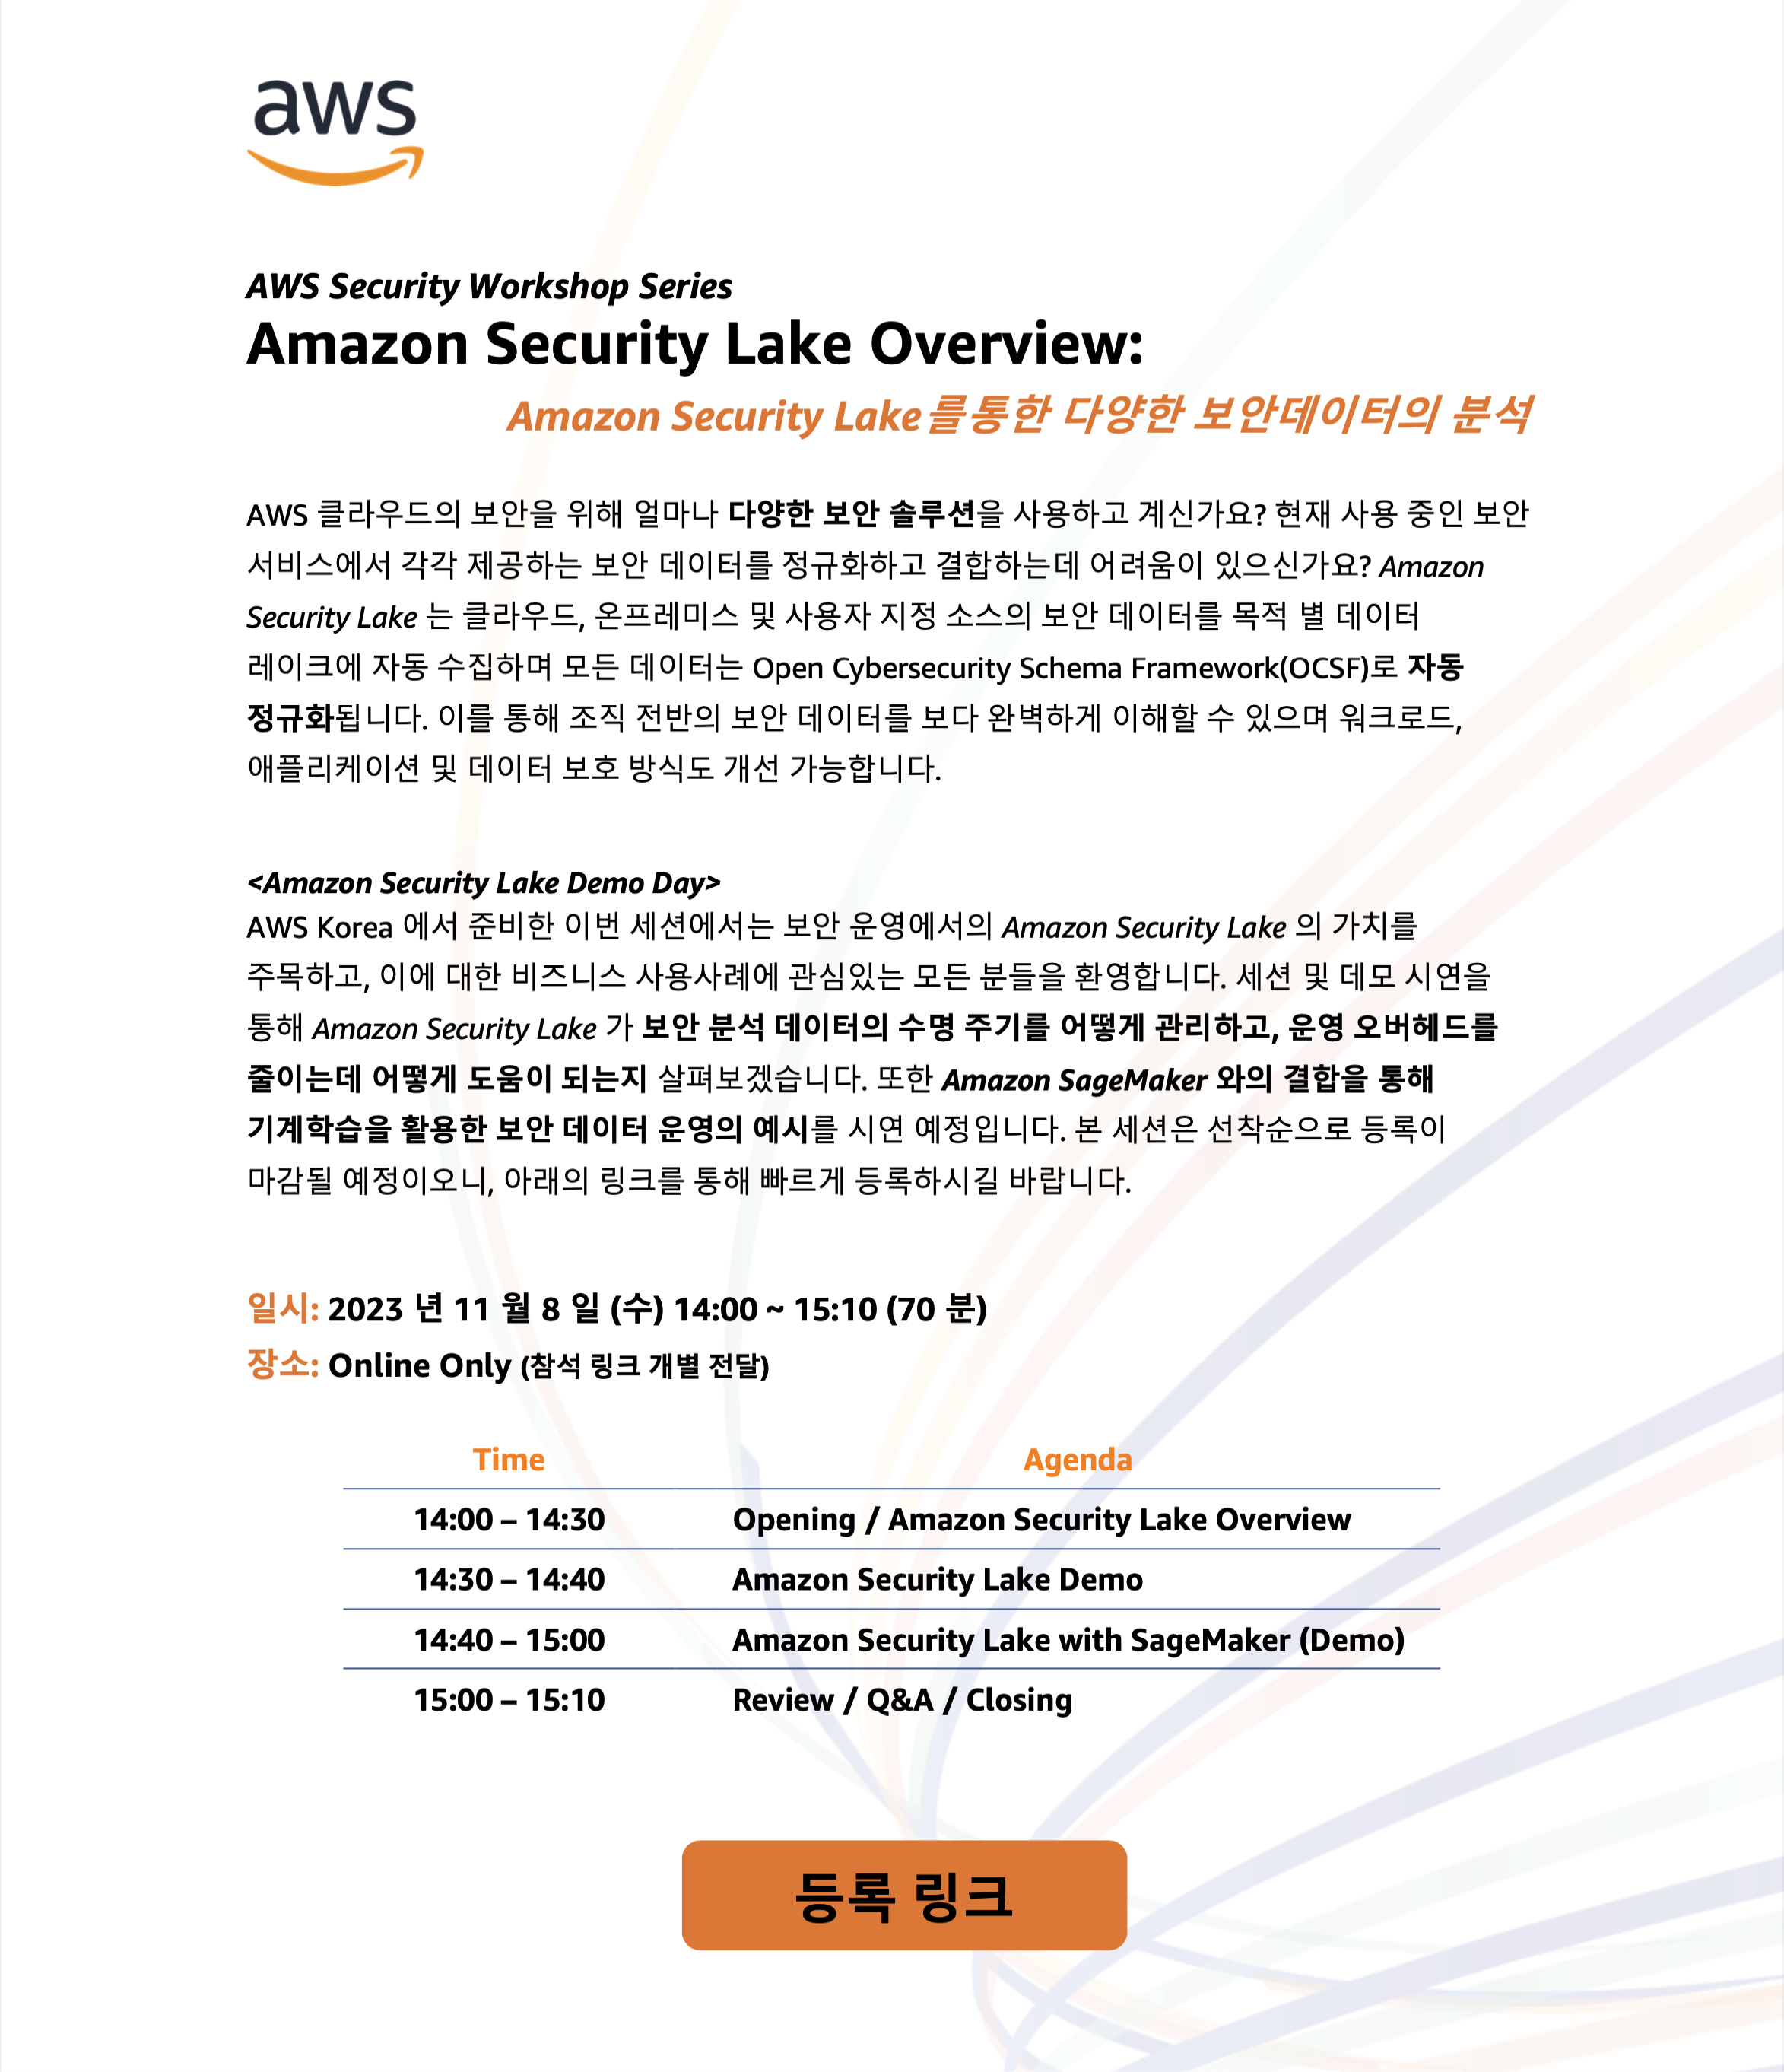 aws
AWS Security Workshop Series
Amazon Security Lake Overview:
Amazon Security Lake를통한 다양한 보안데이터의 분석
AWS 클라우드의 보안을 위해 얼마나 다양한 보안 솔루션을 사용하고 계신가요? 현재 사용 중인 보안
서비스에서 각각 제공하는 보안 데이터를 정규화하고 결합하는데 어려움이 있으신가요? Amazon
Security Lake 는 클라우드, 온프레미스 및 사용자 지정 소스의 보안 데이터를 목적 별 데이터
레이크에 자동 수집하며 모든 데이터는 Open Cybersecurity Schema Framework(OCSF)로 자동
정규화됩니다. 이를 통해 조직 전반의 보안 데이터를 보다 완벽하게 이해할 수 있으며 워크로드,
애플리케이션 및 데이터 보호 방식도 개선 가능합니다.
<Amazon Security Lake Demo Day>
AWS Korea 에서 준비한 이번 세션에서는 보안 운영에서의 Amazon Security Lake 의 가치를
주목하고, 이에 대한 비즈니스 사용사례에 관심있는 모든 분들을 환영합니다. 세션 및 데모 시연을
통해 Amazon Security Lake 가 보안 분석 데이터의 수명 주기를 어떻게 관리하고, 운영 오버헤드를
줄이는데 어떻게 도움이 되는지 살펴보겠습니다. 또한 Amazon SageMaker 와의 결합을 통해
기계학습을 활용한 보안 데이터 운영의 예시를 시연 예정입니다. 본 세션은 선착순으로 등록이
마감될 예정이오니, 아래의 링크를 통해 빠르게 등록하시길 바랍니다.
일시: 2023 년 11 월 8 일 (수) 14:00 ~ 15:10 (70 분)
장소: Online Only (참석 링크 개별 전달)
Time Agenda
14:00 – 14:30 Opening / Amazon Security Lake Overview
14:30 – 14:40 Amazon Security Lake Demo
14:40 – 15:00 Amazon Security Lake with SageMaker (Demo)
15:00 – 15:10 Review / Q&A / Closing
등록 링크